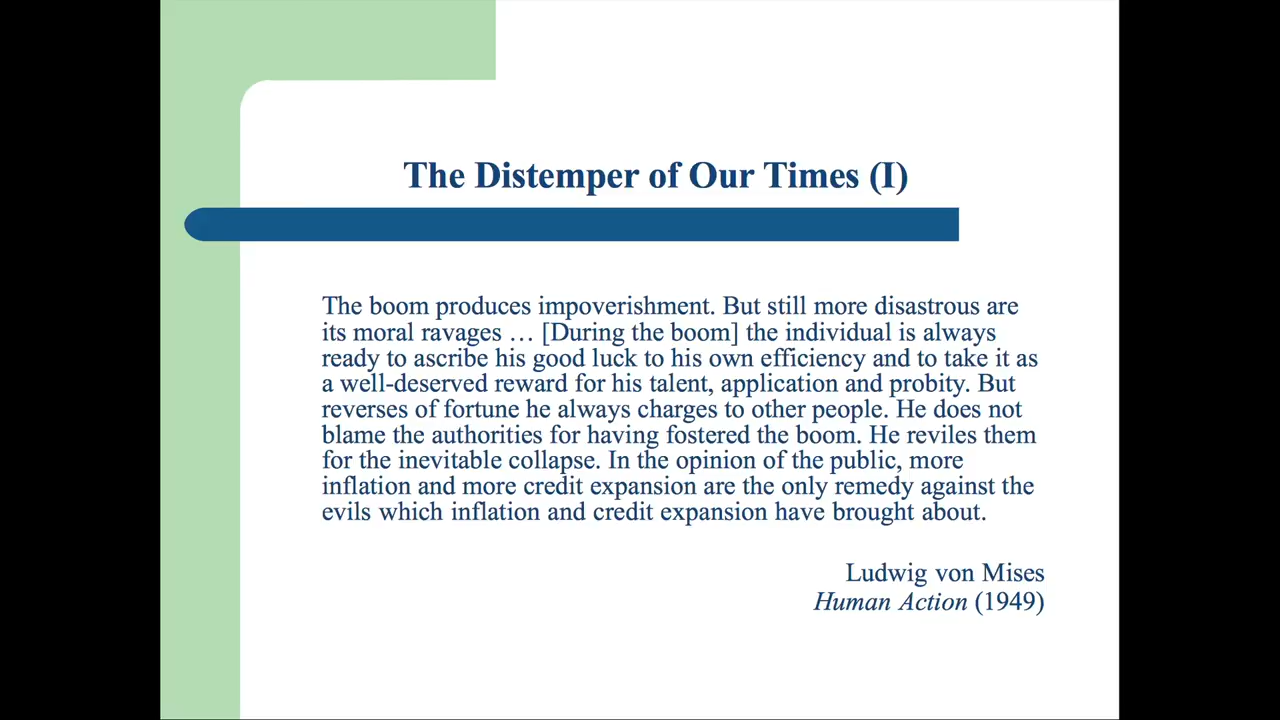 The Distemper of Our Times (I)
The boom produces impoverishment. But still more disastrous are
its moral ravages … [During the boom] the individual is always
ready to ascribe his good luck to his own efficiency and to take it as
a well-deserved reward for his talent, application and probity. But
reverses of fortune he always charges to other people. He does not
blame the authorities for having fostered the boom. He reviles them
for the inevitable collapse. In the opinion of the public, more
inflation and more credit expansion are the only remedy against the
evils which inflation and credit expansion have brought about.
Ludwig von Mises
Human Action (1949)